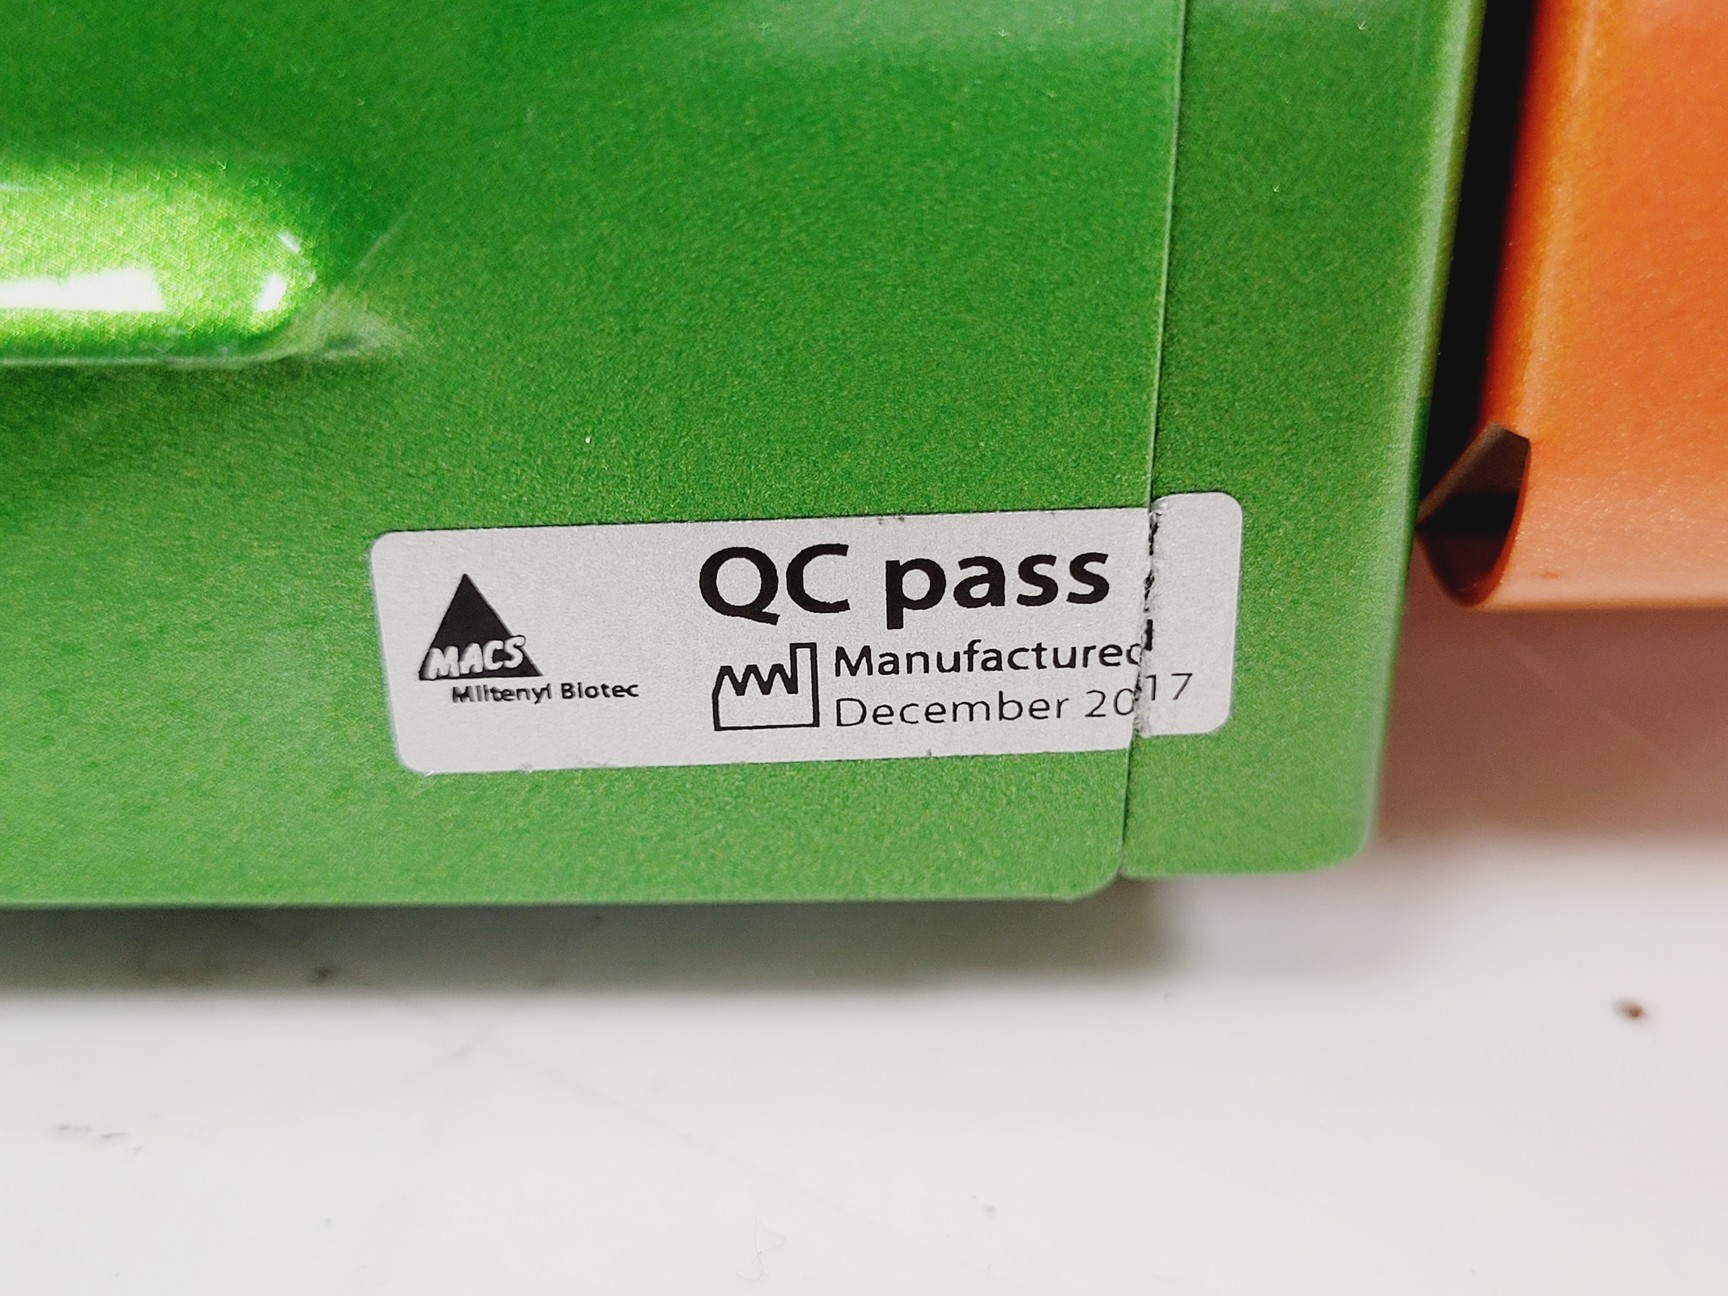 QC pass
MACS
Miltenyi Biotec
Manufactured
December 2017